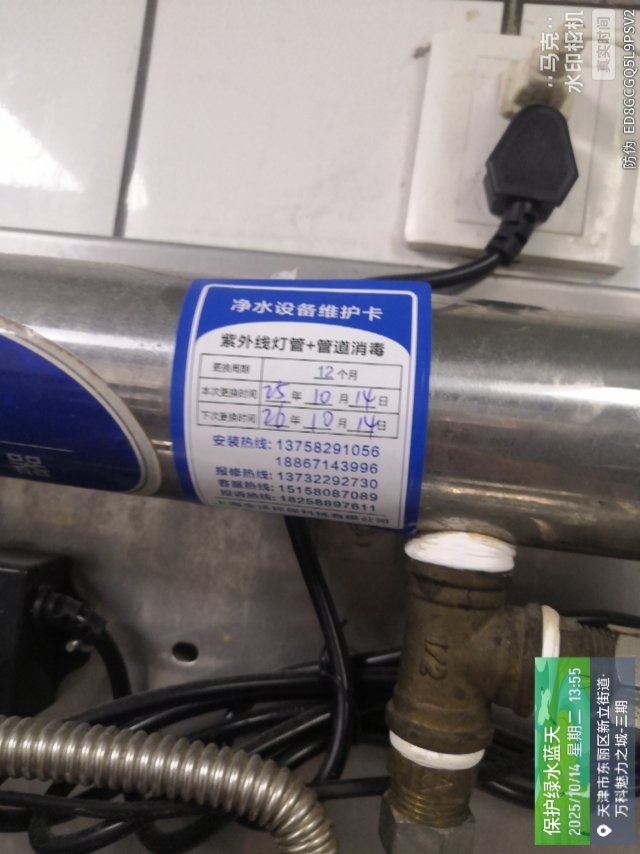 净水设备维护卡
紫外线灯管+管道消毒
更换周期 12个月
本次更换时间 25年10月14日
下次更换时间 26年10月14日
安装热线: 13758291056
18867143996
报修热线: 13732292730
客服热线: 15158087089
投诉热线: 18258897611
器
1/2
马克
水印相机
真实时间
防伪 ED8GCGQ5L9PSV2
保护绿水蓝天
2025/10/14 星期二 13:55
天津市东丽区新立街道·
万科魅力之城-三期